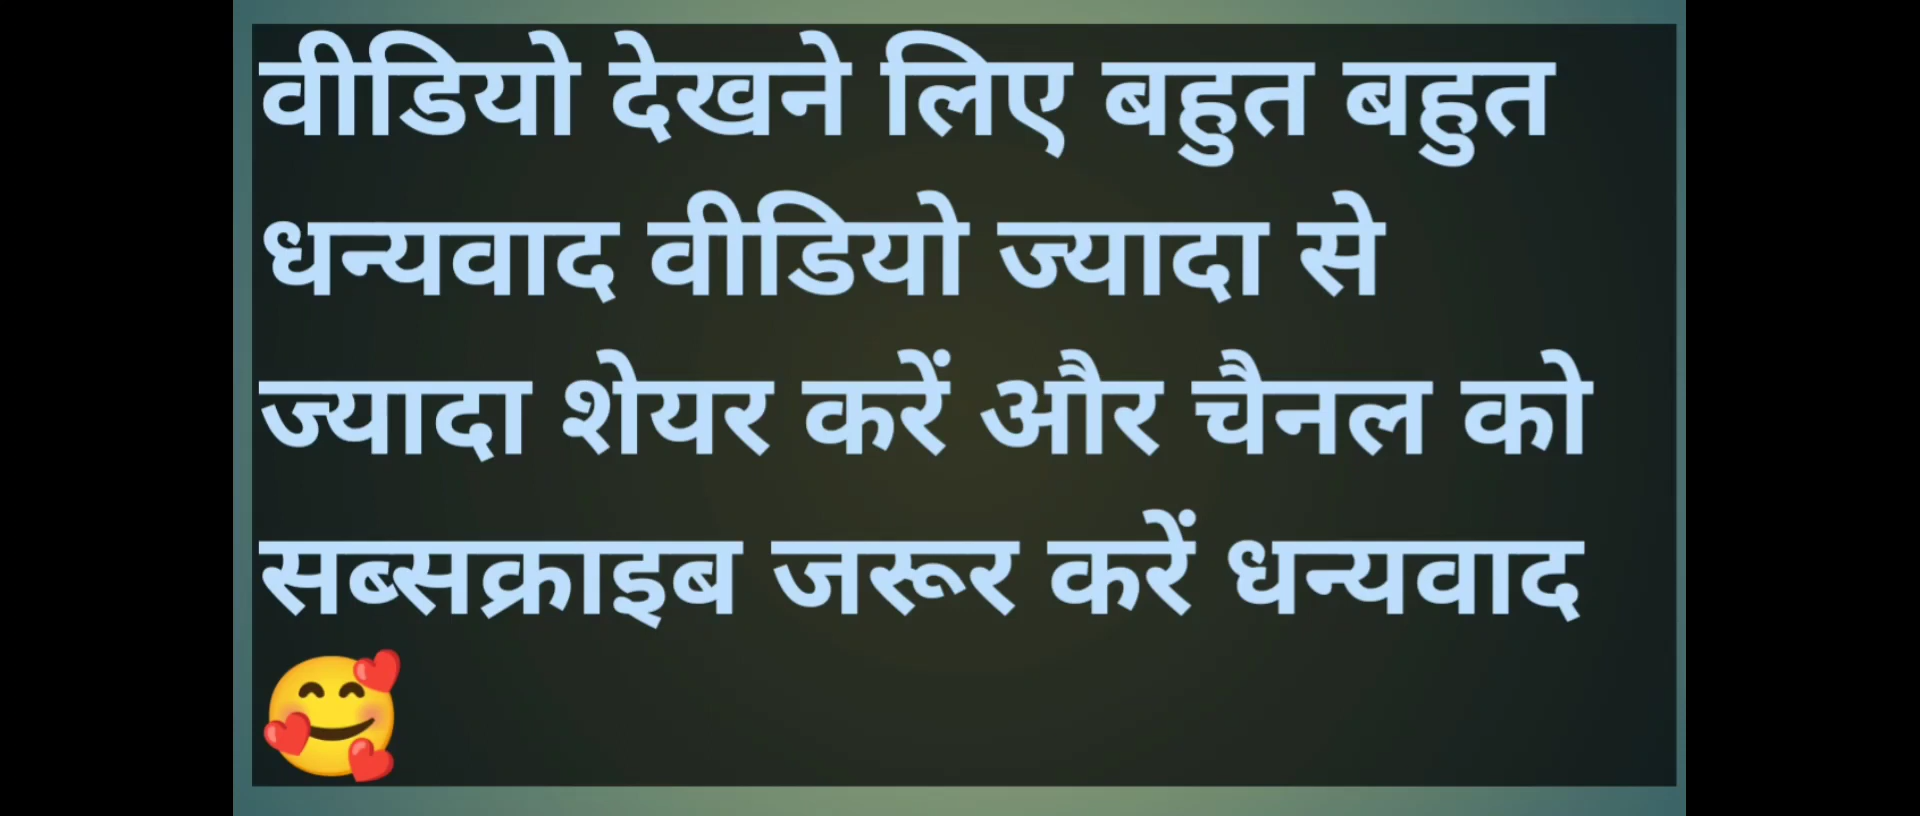 वीडियो देखने लिए बहुत बहुत
धन्यवाद वीडियो ज्यादा से
ज्यादा शेयर करें और चैनल को
सब्सक्राइब जरूर करें धन्यवाद
🥰